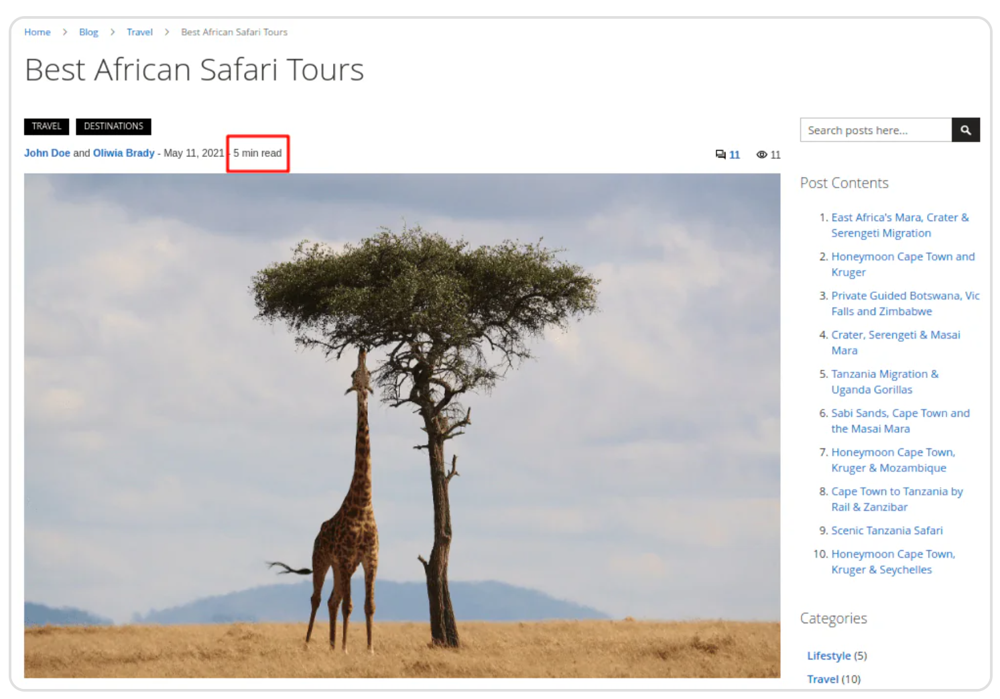 Home > Blog > Travel > Best African Safari Tours
Best African Safari Tours
TRAVEL DESTINATIONS
John Doe and Oliwia Brady - May 11, 2021 - 5 min read
11 11
Search posts here...
Post Contents
1. East Africa's Mara, Crater &
Serengeti Migration
2. Honeymoon Cape Town and
Kruger
3. Private Guided Botswana, Vic
Falls and Zimbabwe
4. Crater, Serengeti & Masai
Mara
5. Tanzania Migration &
Uganda Gorillas
6. Sabi Sands, Cape Town and
the Masai Mara
7. Honeymoon Cape Town,
Kruger & Mozambique
8. Cape Town to Tanzania by
Rail & Zanzibar
9. Scenic Tanzania Safari
10. Honeymoon Cape Town,
Kruger & Seychelles
Categories
Lifestyle (5)
Travel (10)